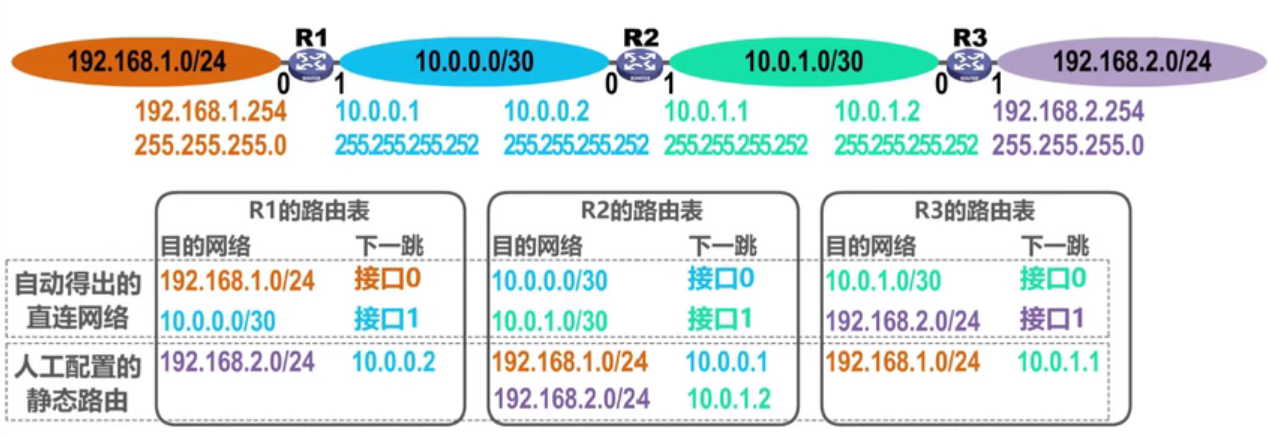 R1 R2 R3
192.168.1.0/24 10.0.0.0/30 10.0.1.0/30 192.168.2.0/24
0 1 0 1 0 1
192.168.1.254 10.0.0.1 10.0.0.2 10.0.1.1 10.0.1.2 192.168.2.254
255.255.255.0 255.255.255.252 255.255.255.252 255.255.255.252 255.255.255.252 255.255.255.0
R1的路由表 R2的路由表 R3的路由表
目的网络 下一跳 目的网络 下一跳 目的网络 下一跳
自动得出的
直连网络
192.168.1.0/24 接口0 10.0.0.0/30 接口0 10.0.1.0/30 接口0
10.0.0.0/30 接口1 10.0.1.0/30 接口1 192.168.2.0/24 接口1
人工配置的
静态路由
192.168.2.0/24 10.0.0.2 192.168.1.0/24 10.0.0.1 192.168.1.0/24 10.0.1.1
192.168.2.0/24 10.0.1.2